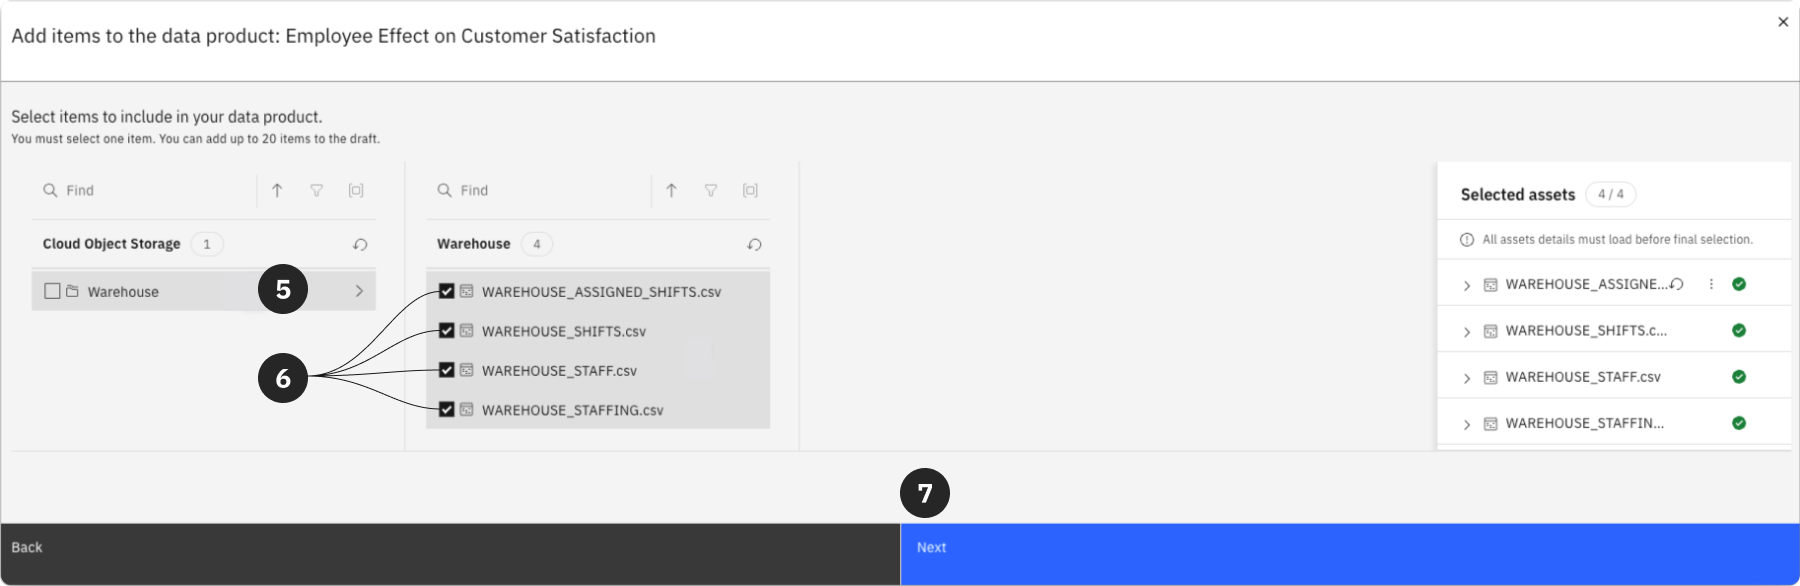 Add items to the data product: Employee Effect on Customer Satisfaction
Select items to include in your data product.
You must select one item. You can add up to 20 items to the draft.
Find
Cloud Object Storage 1
Warehouse
5
6
Find
Warehouse 4
WAREHOUSE_ASSIGNED_SHIFTS.csv
WAREHOUSE_SHIFTS.csv
WAREHOUSE_STAFF.csv
WAREHOUSE_STAFFING.csv
Selected assets 4 / 4
All assets details must load before final selection.
WAREHOUSE_ASSIGNE...
WAREHOUSE_SHIFTS.c...
WAREHOUSE_STAFF.csv
WAREHOUSE_STAFFIN...
7
Back
Next